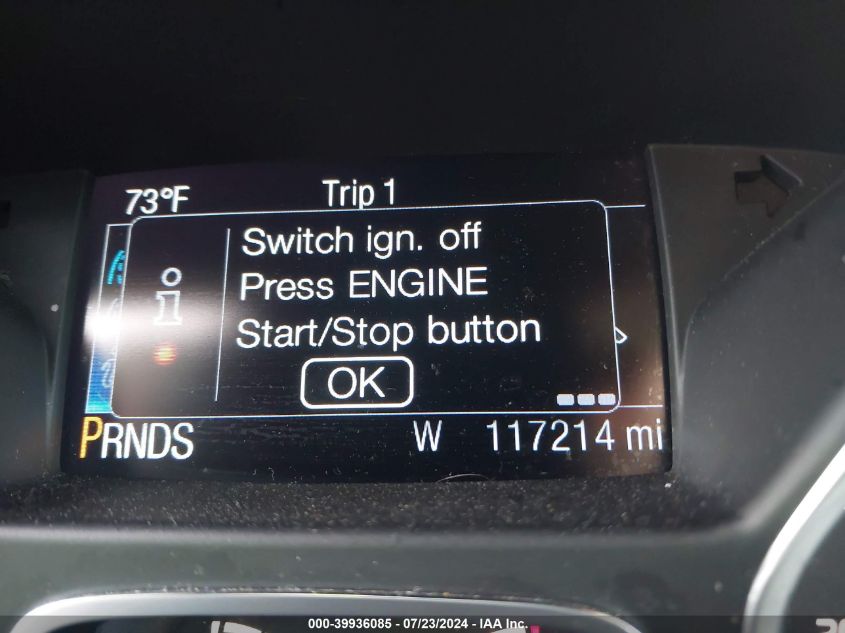 73°F Trip 1
Switch ign. off
Press ENGINE
Start/Stop button
OK
PRNDS W 117214 mi
000-39936085 - 07/23/2024 - IAA Inc.